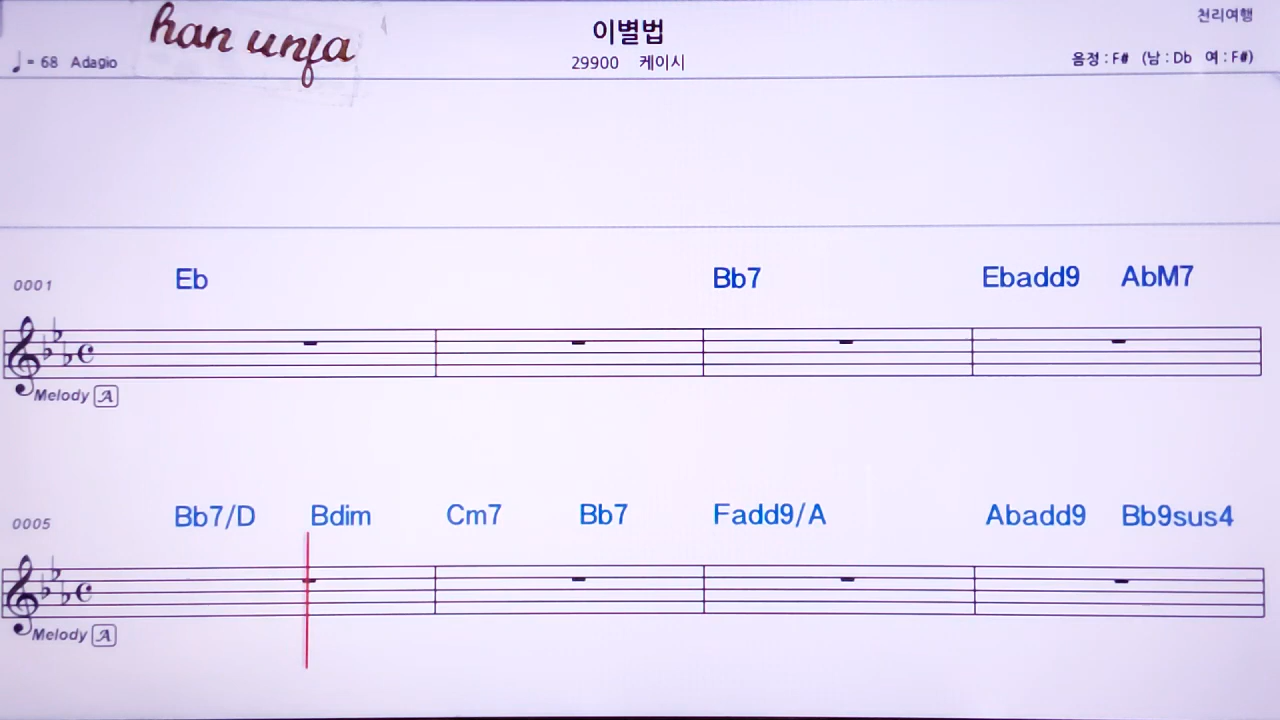 han unfa
이별법
천리여행
♩= 68 Adagio
29900 케이시
음정 : F# (남 : Db 여 : F#)
0001 Eb Bb7 Ebadd9 AbM7
Melody A
0005 Bb7/D Bdim Cm7 Bb7 Fadd9/A Abadd9 Bb9sus4
Melody A